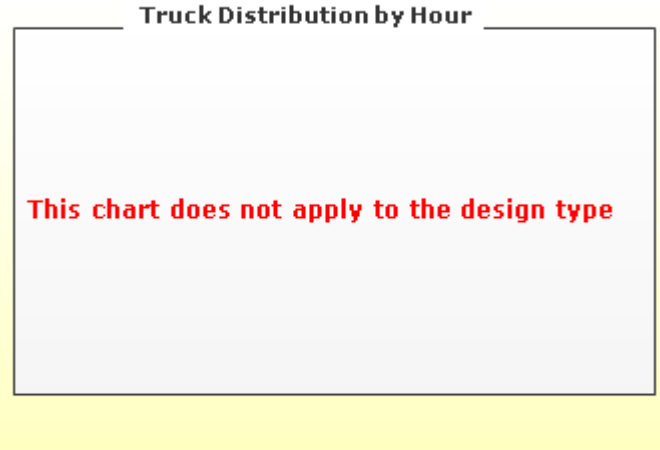 Truck Distribution by Hour
This chart does not apply to the design type